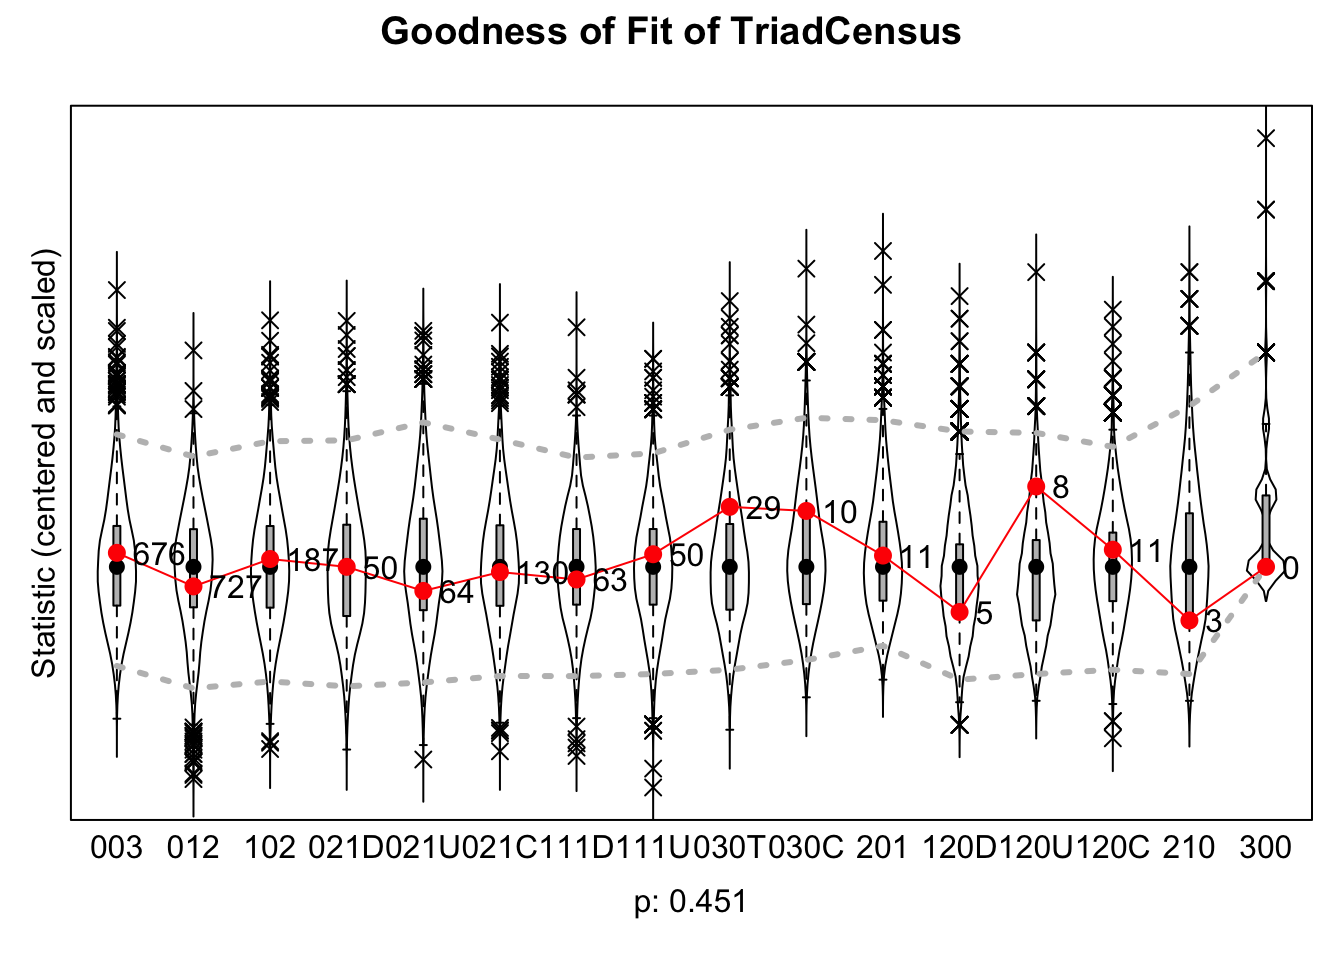 Goodness of Fit of TriadCensus
Statistic (centered and scaled)
676 727 187 50 64 130 63 50 29 10 11 5 8 11 3 0
003 012 102 021D 021U 021C 111D 111U 030T 030C 201 120D 120U 120C 210 300
p: 0.451